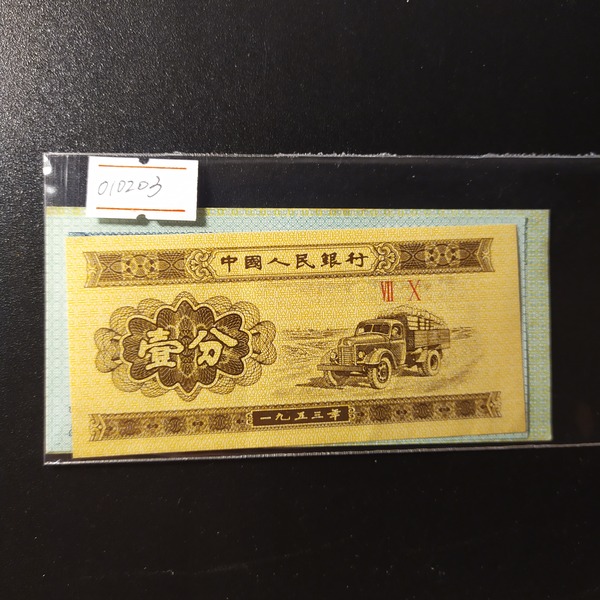 010203
中國人民銀行
Ⅶ Ⅹ
壹分
一九五三年